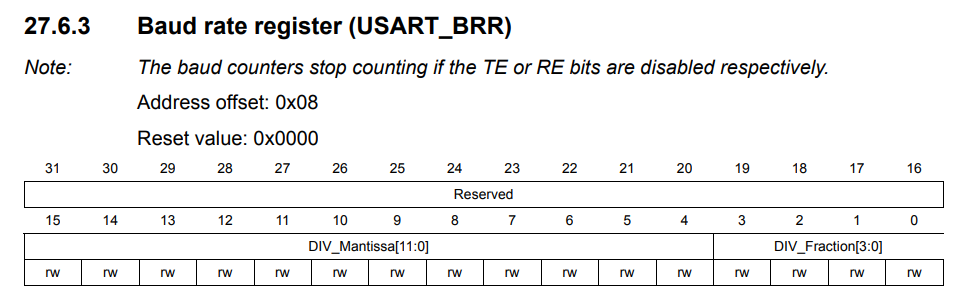 27.6.3 Baud rate register (USART_BRR)
Note: The baud counters stop counting if the TE or RE bits are disabled respectively.
Address offset: 0x08
Reset value: 0x0000
31 30 29 28 27 26 25 24 23 22 21 20 19 18 17 16
Reserved
15 14 13 12 11 10 9 8 7 6 5 4 3 2 1 0
DIV_Mantissa[11:0] DIV_Fraction[3:0]
rw rw rw rw rw rw rw rw rw rw rw rw rw rw rw rw